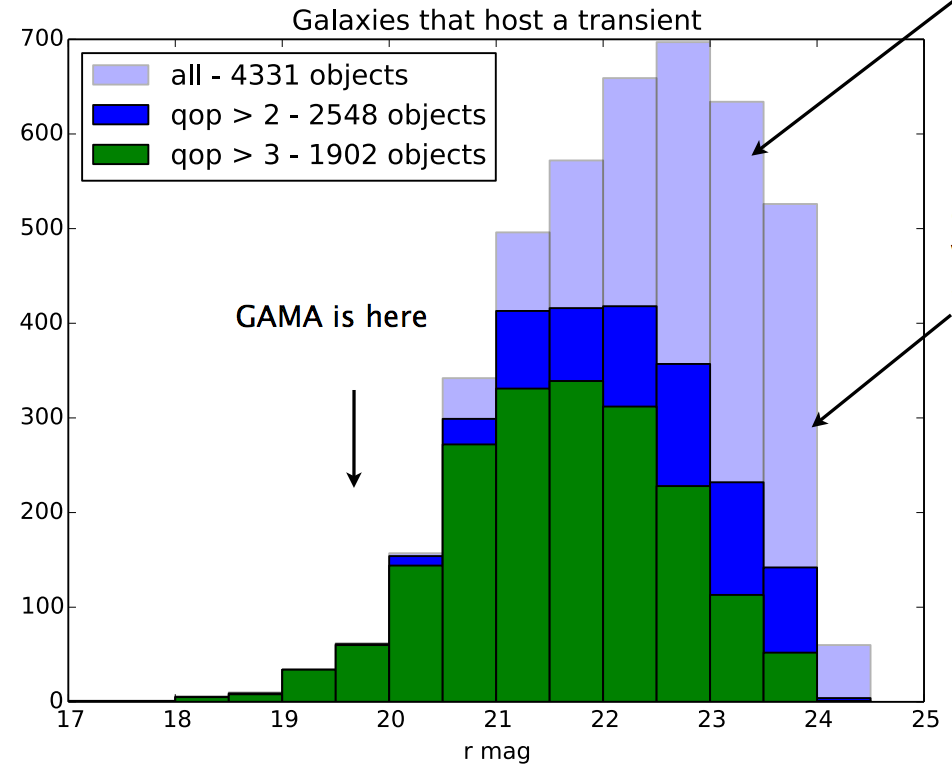 Galaxies that host a transient
700
600
500
400
300
200
100
0
all - 4331 objects
qop > 2 - 2548 objects
qop > 3 - 1902 objects
GAMA is here
17 18 19 20 21 22 23 24 25
r mag